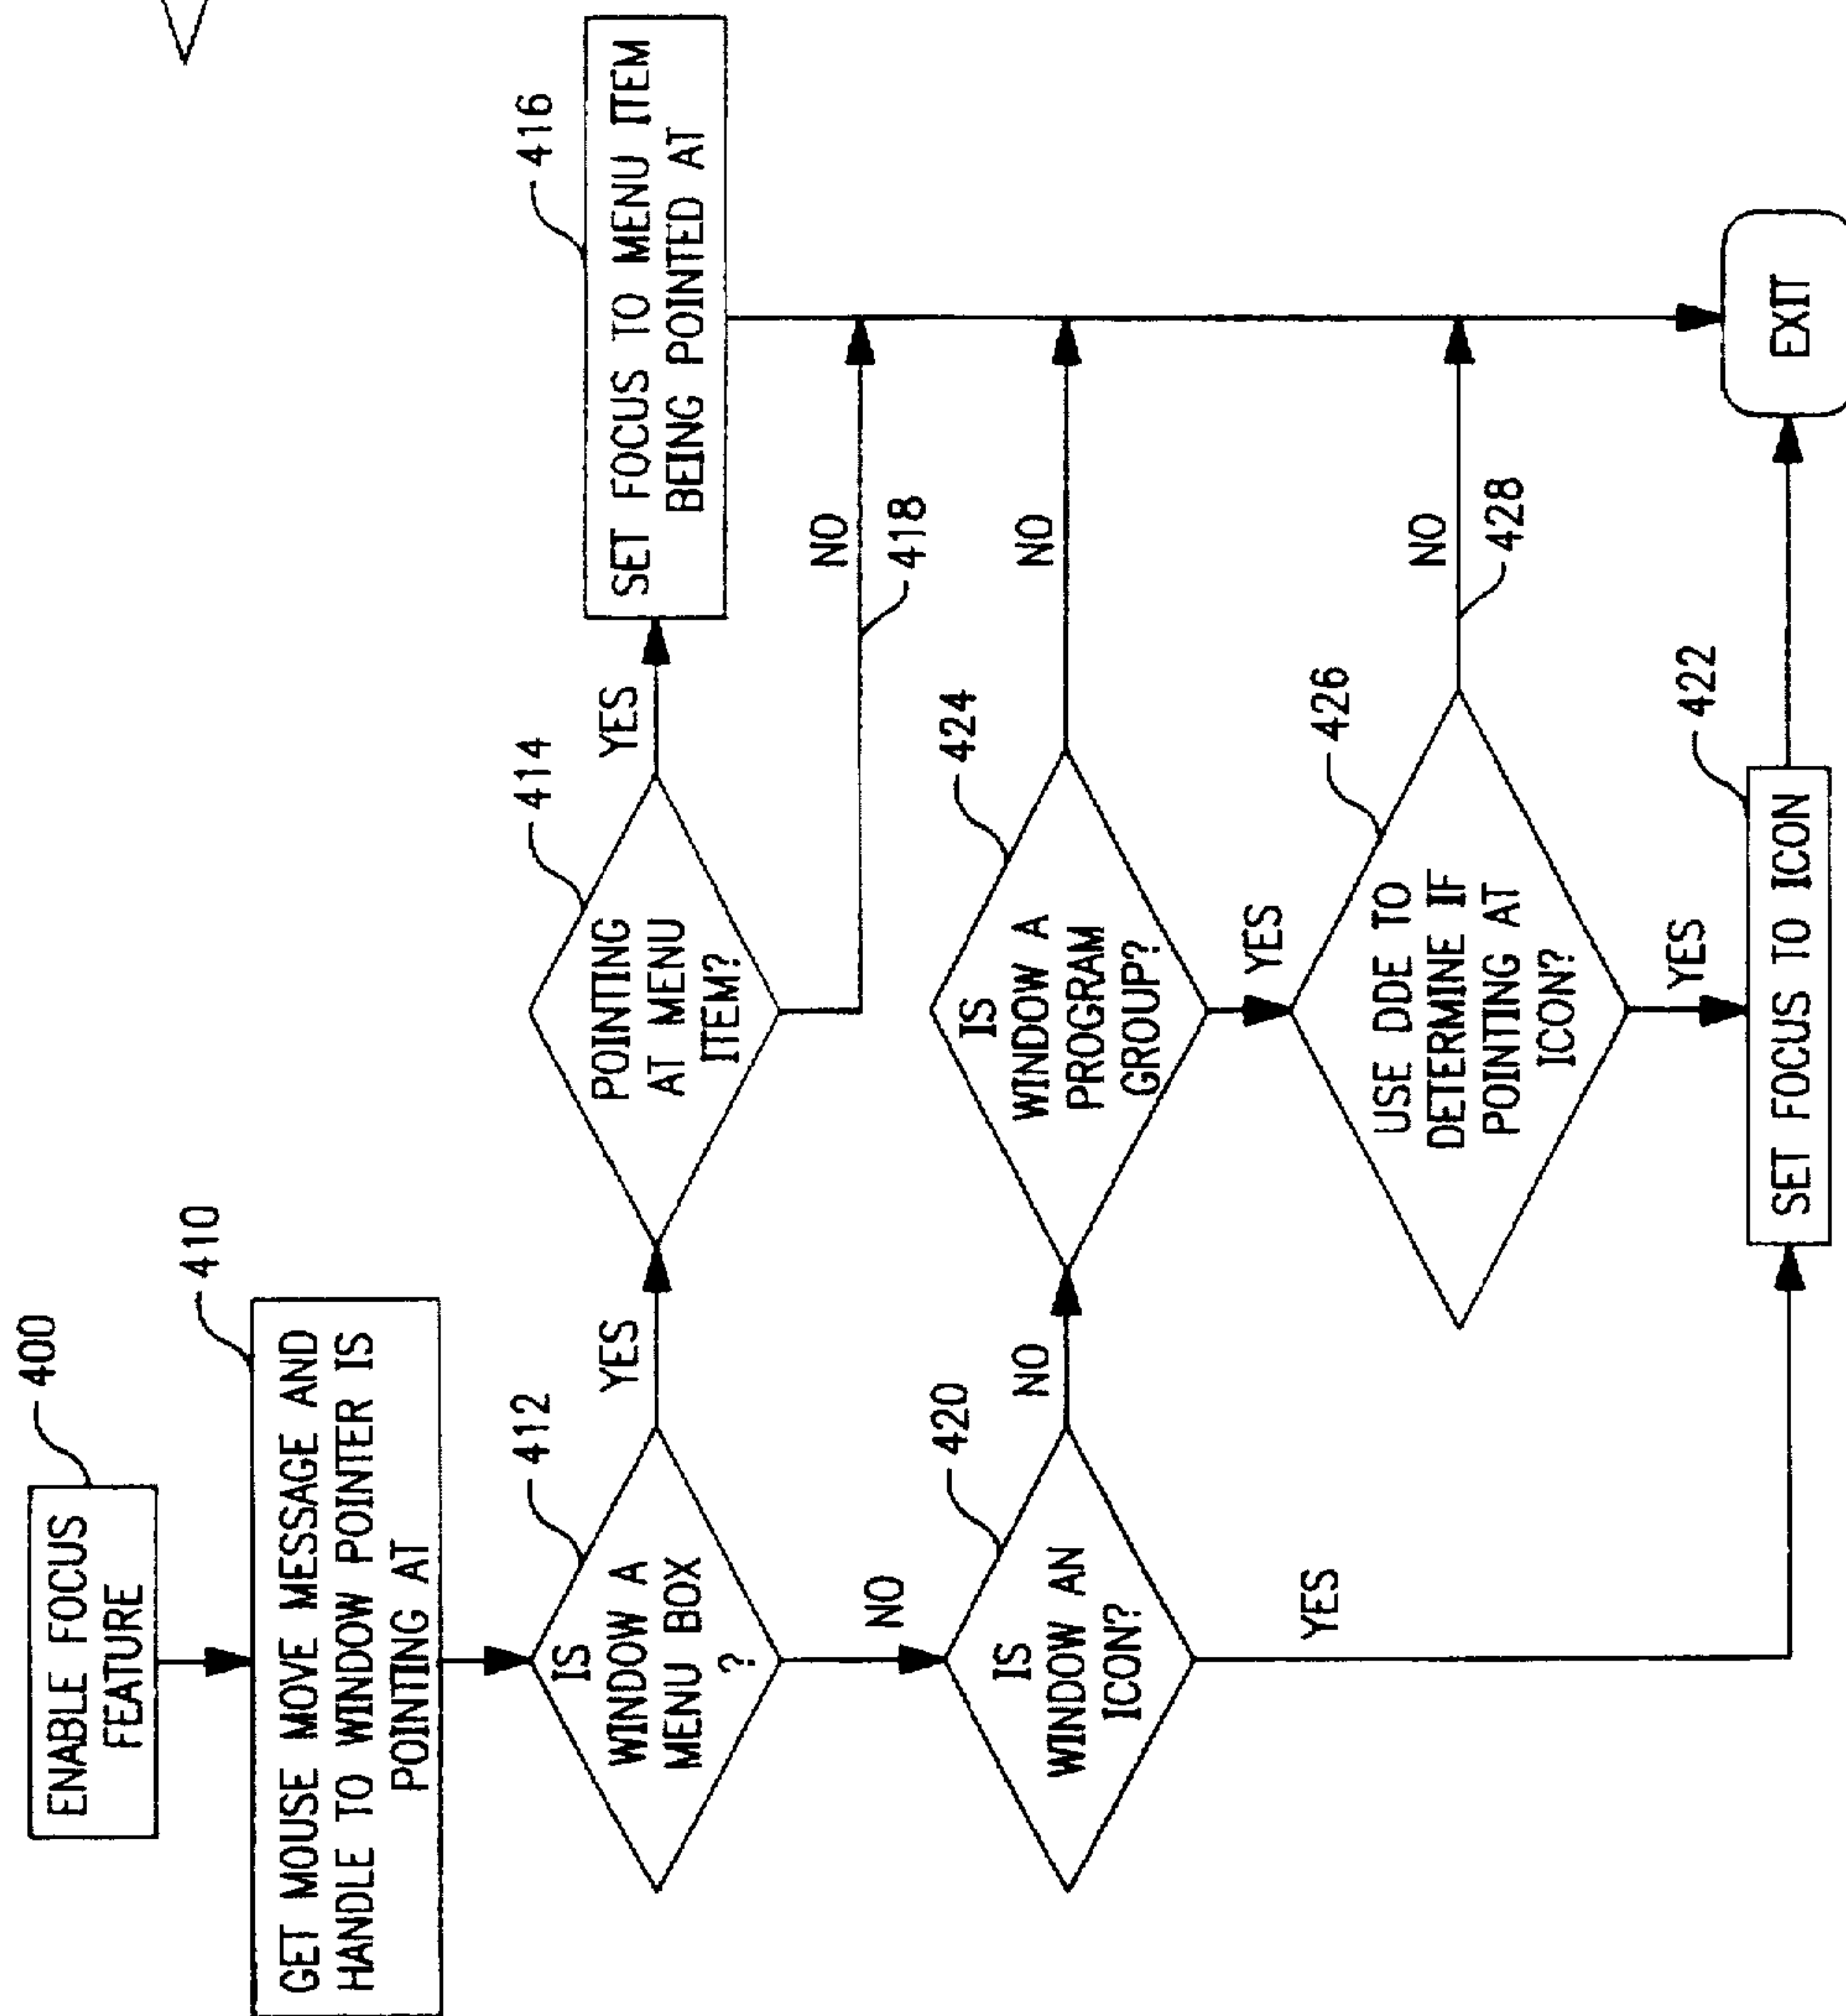 400
ENABLE FOCUS
FEATURE
410
GET MOUSE MOVE MESSAGE AND
HANDLE TO WINDOW POINTER IS
POINTING AT
412
IS
WINDOW A
MENU BOX
?
YES
414
POINTING
AT MENU
ITEM?
YES
416
SET FOCUS TO MENU ITEM
BEING POINTED AT
NO
418
NO
420
IS
WINDOW AN
ICON?
NO
424
IS
WINDOW A
PROGRAM
GROUP?
NO
YES
YES
426
USE DDE TO
DETERMINE IF
POINTING AT
ICON?
NO
428
YES
422
SET FOCUS TO ICON
EXIT